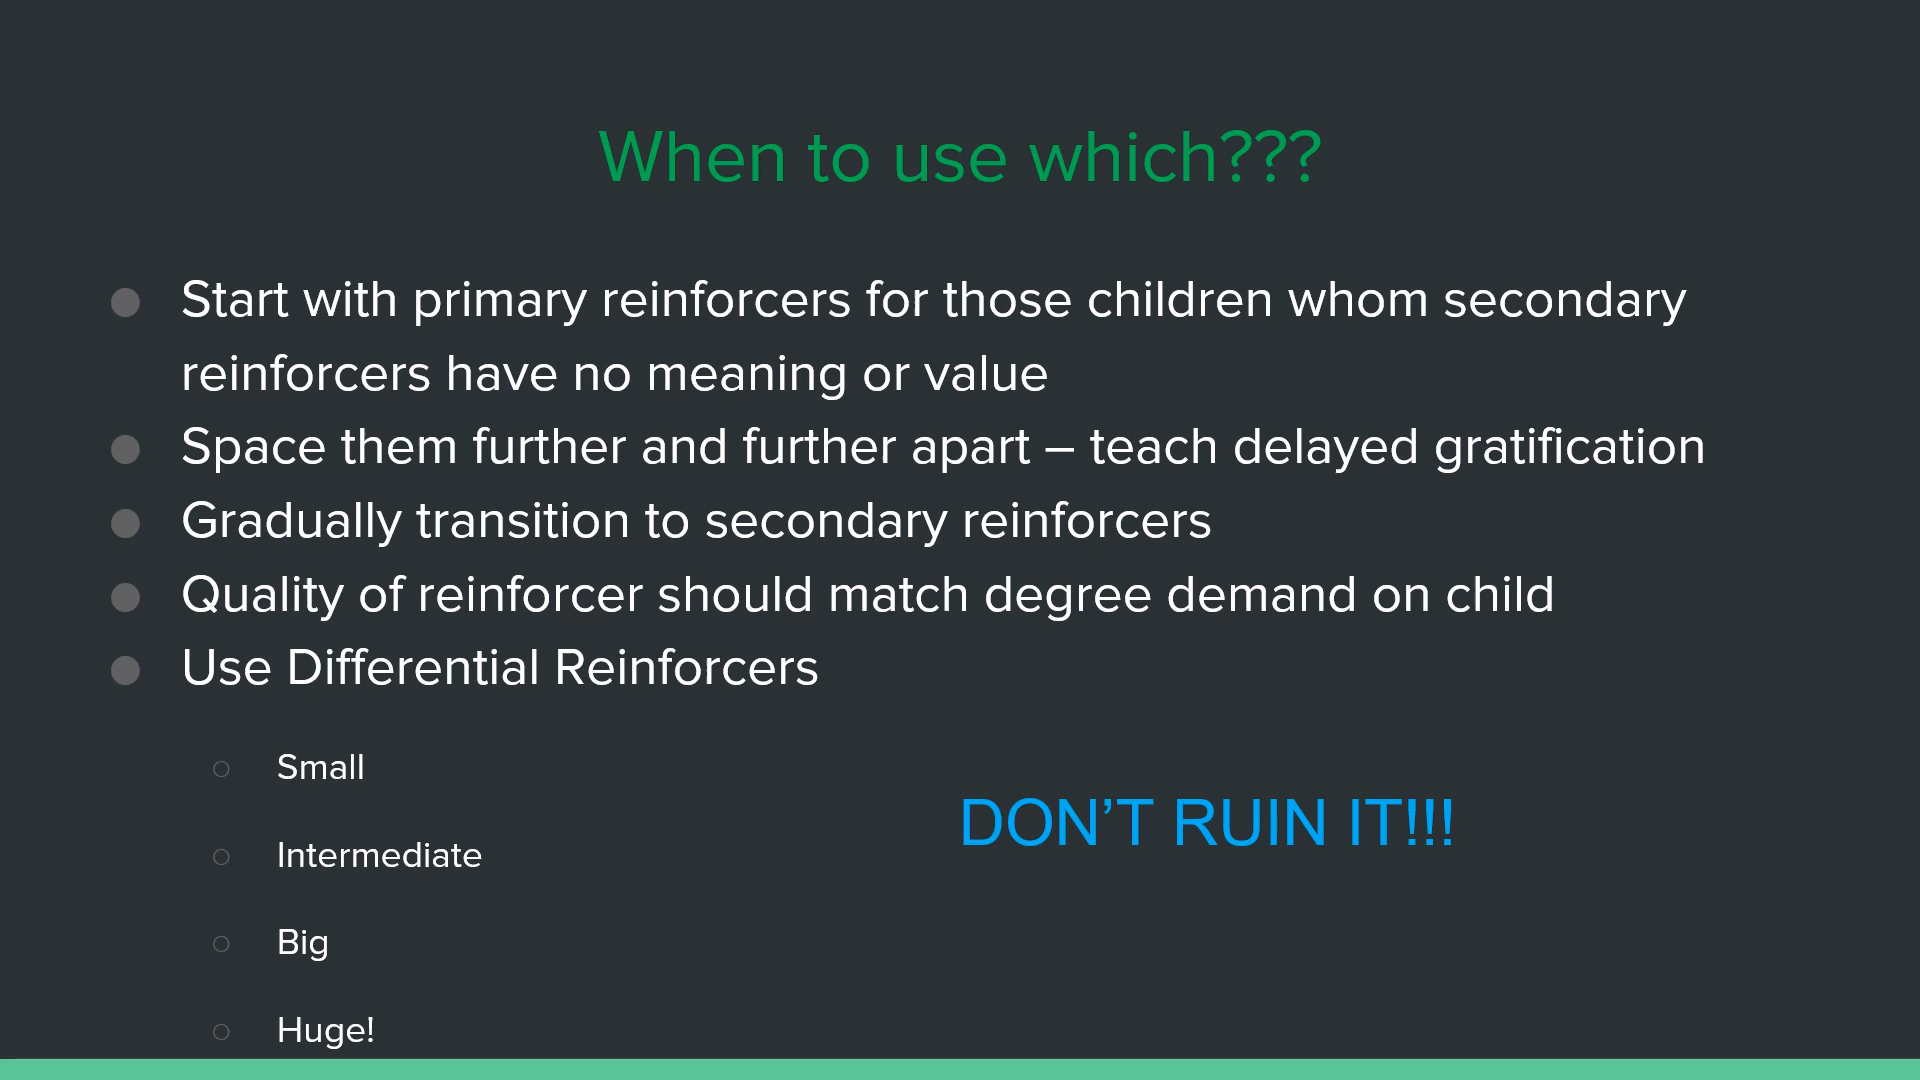 When to use which???
Start with primary reinforcers for those children whom secondary
reinforcers have no meaning or value
Space them further and further apart – teach delayed gratification
Gradually transition to secondary reinforcers
Quality of reinforcer should match degree demand on child
Use Differential Reinforcers
Small
DON’T RUIN IT!!!
Intermediate
Big
Huge!